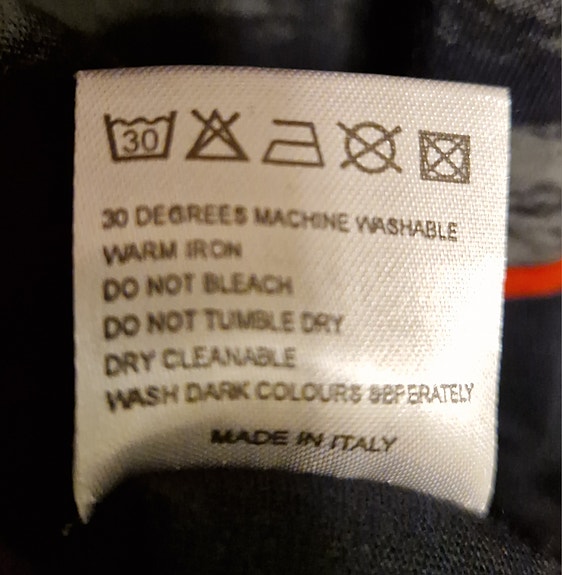 30
30 DEGREES MACHINE WASHABLE
WARM IRON
DO NOT BLEACH
DO NOT TUMBLE DRY
DRY CLEANABLE
WASH DARK COLOURS SEPERATELY
MADE IN ITALY